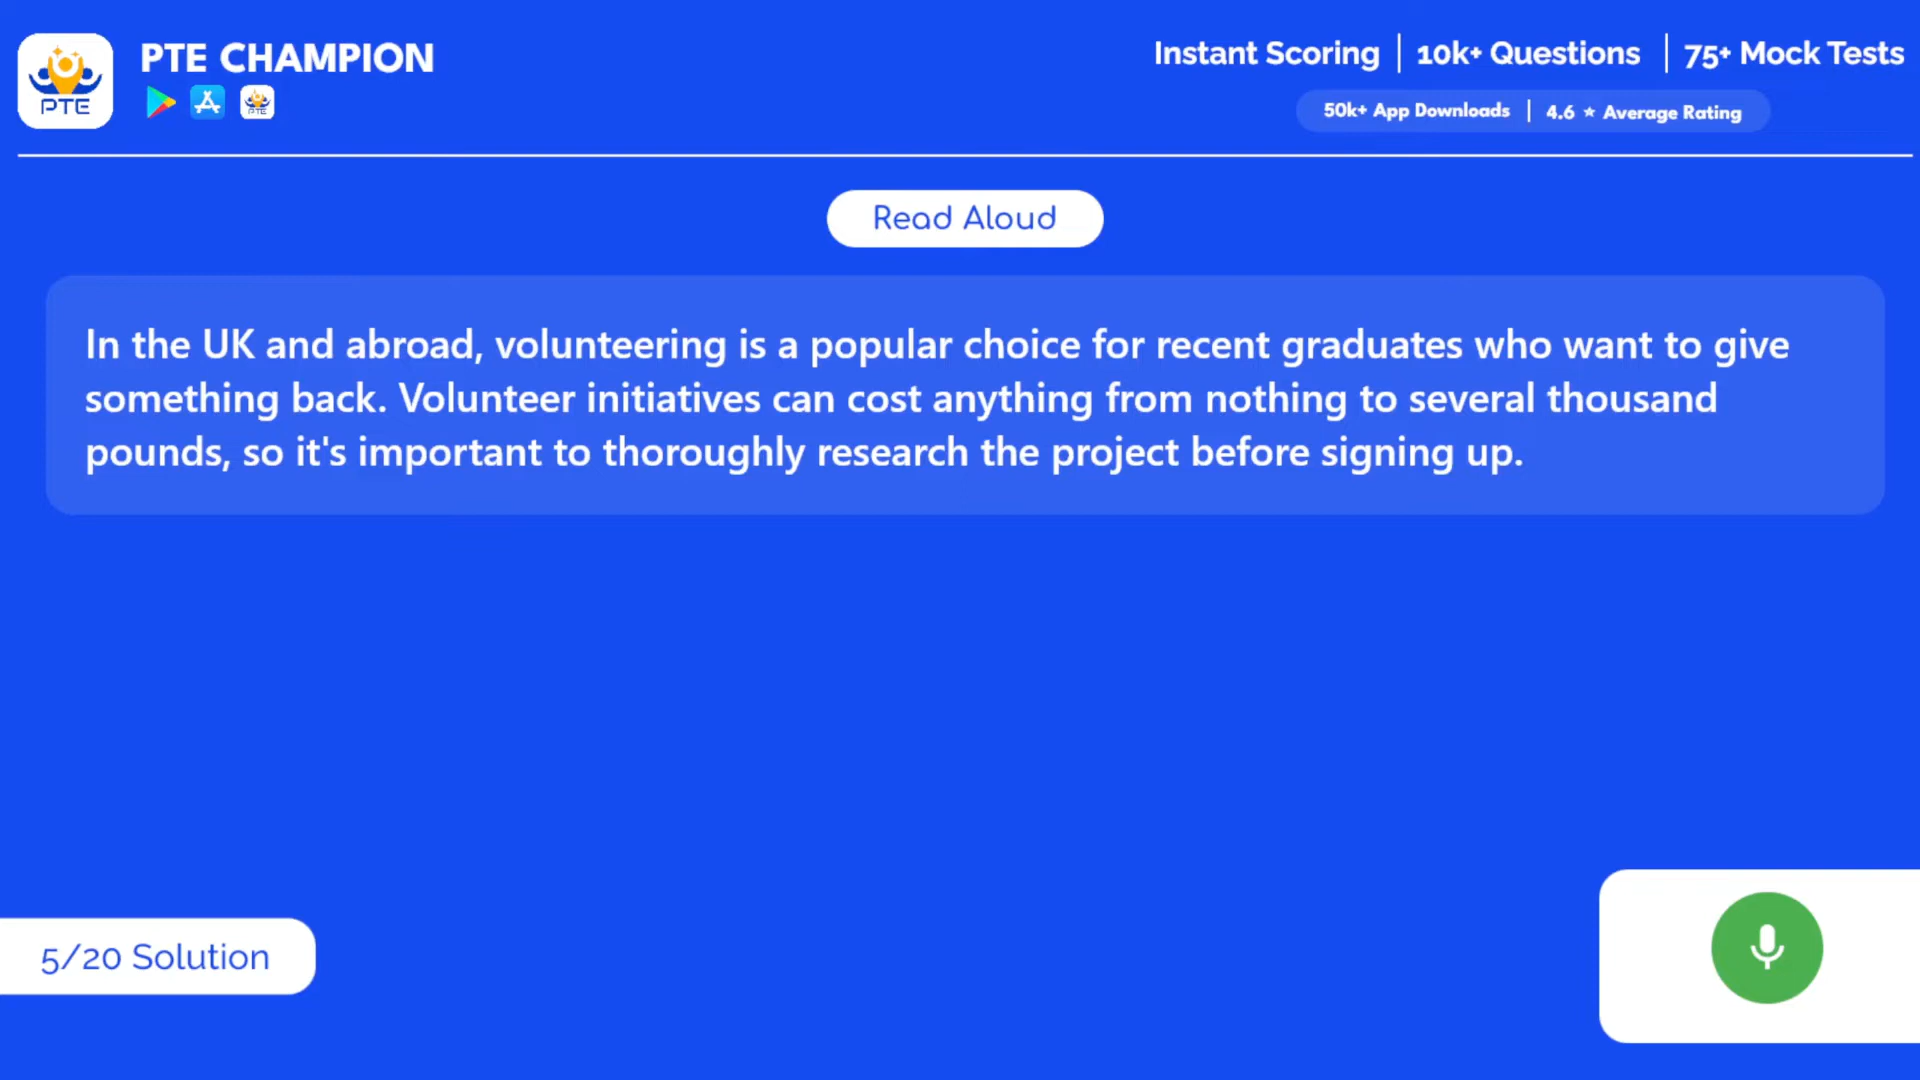 PTE CHAMPION
PTE
PTE
Instant Scoring | 10k+ Questions | 75+ Mock Tests
50k+ App Downloads | 4.6 ★ Average Rating
Read Aloud
In the UK and abroad, volunteering is a popular choice for recent graduates who want to give
something back. Volunteer initiatives can cost anything from nothing to several thousand
pounds, so it's important to thoroughly research the project before signing up.
5/20 Solution